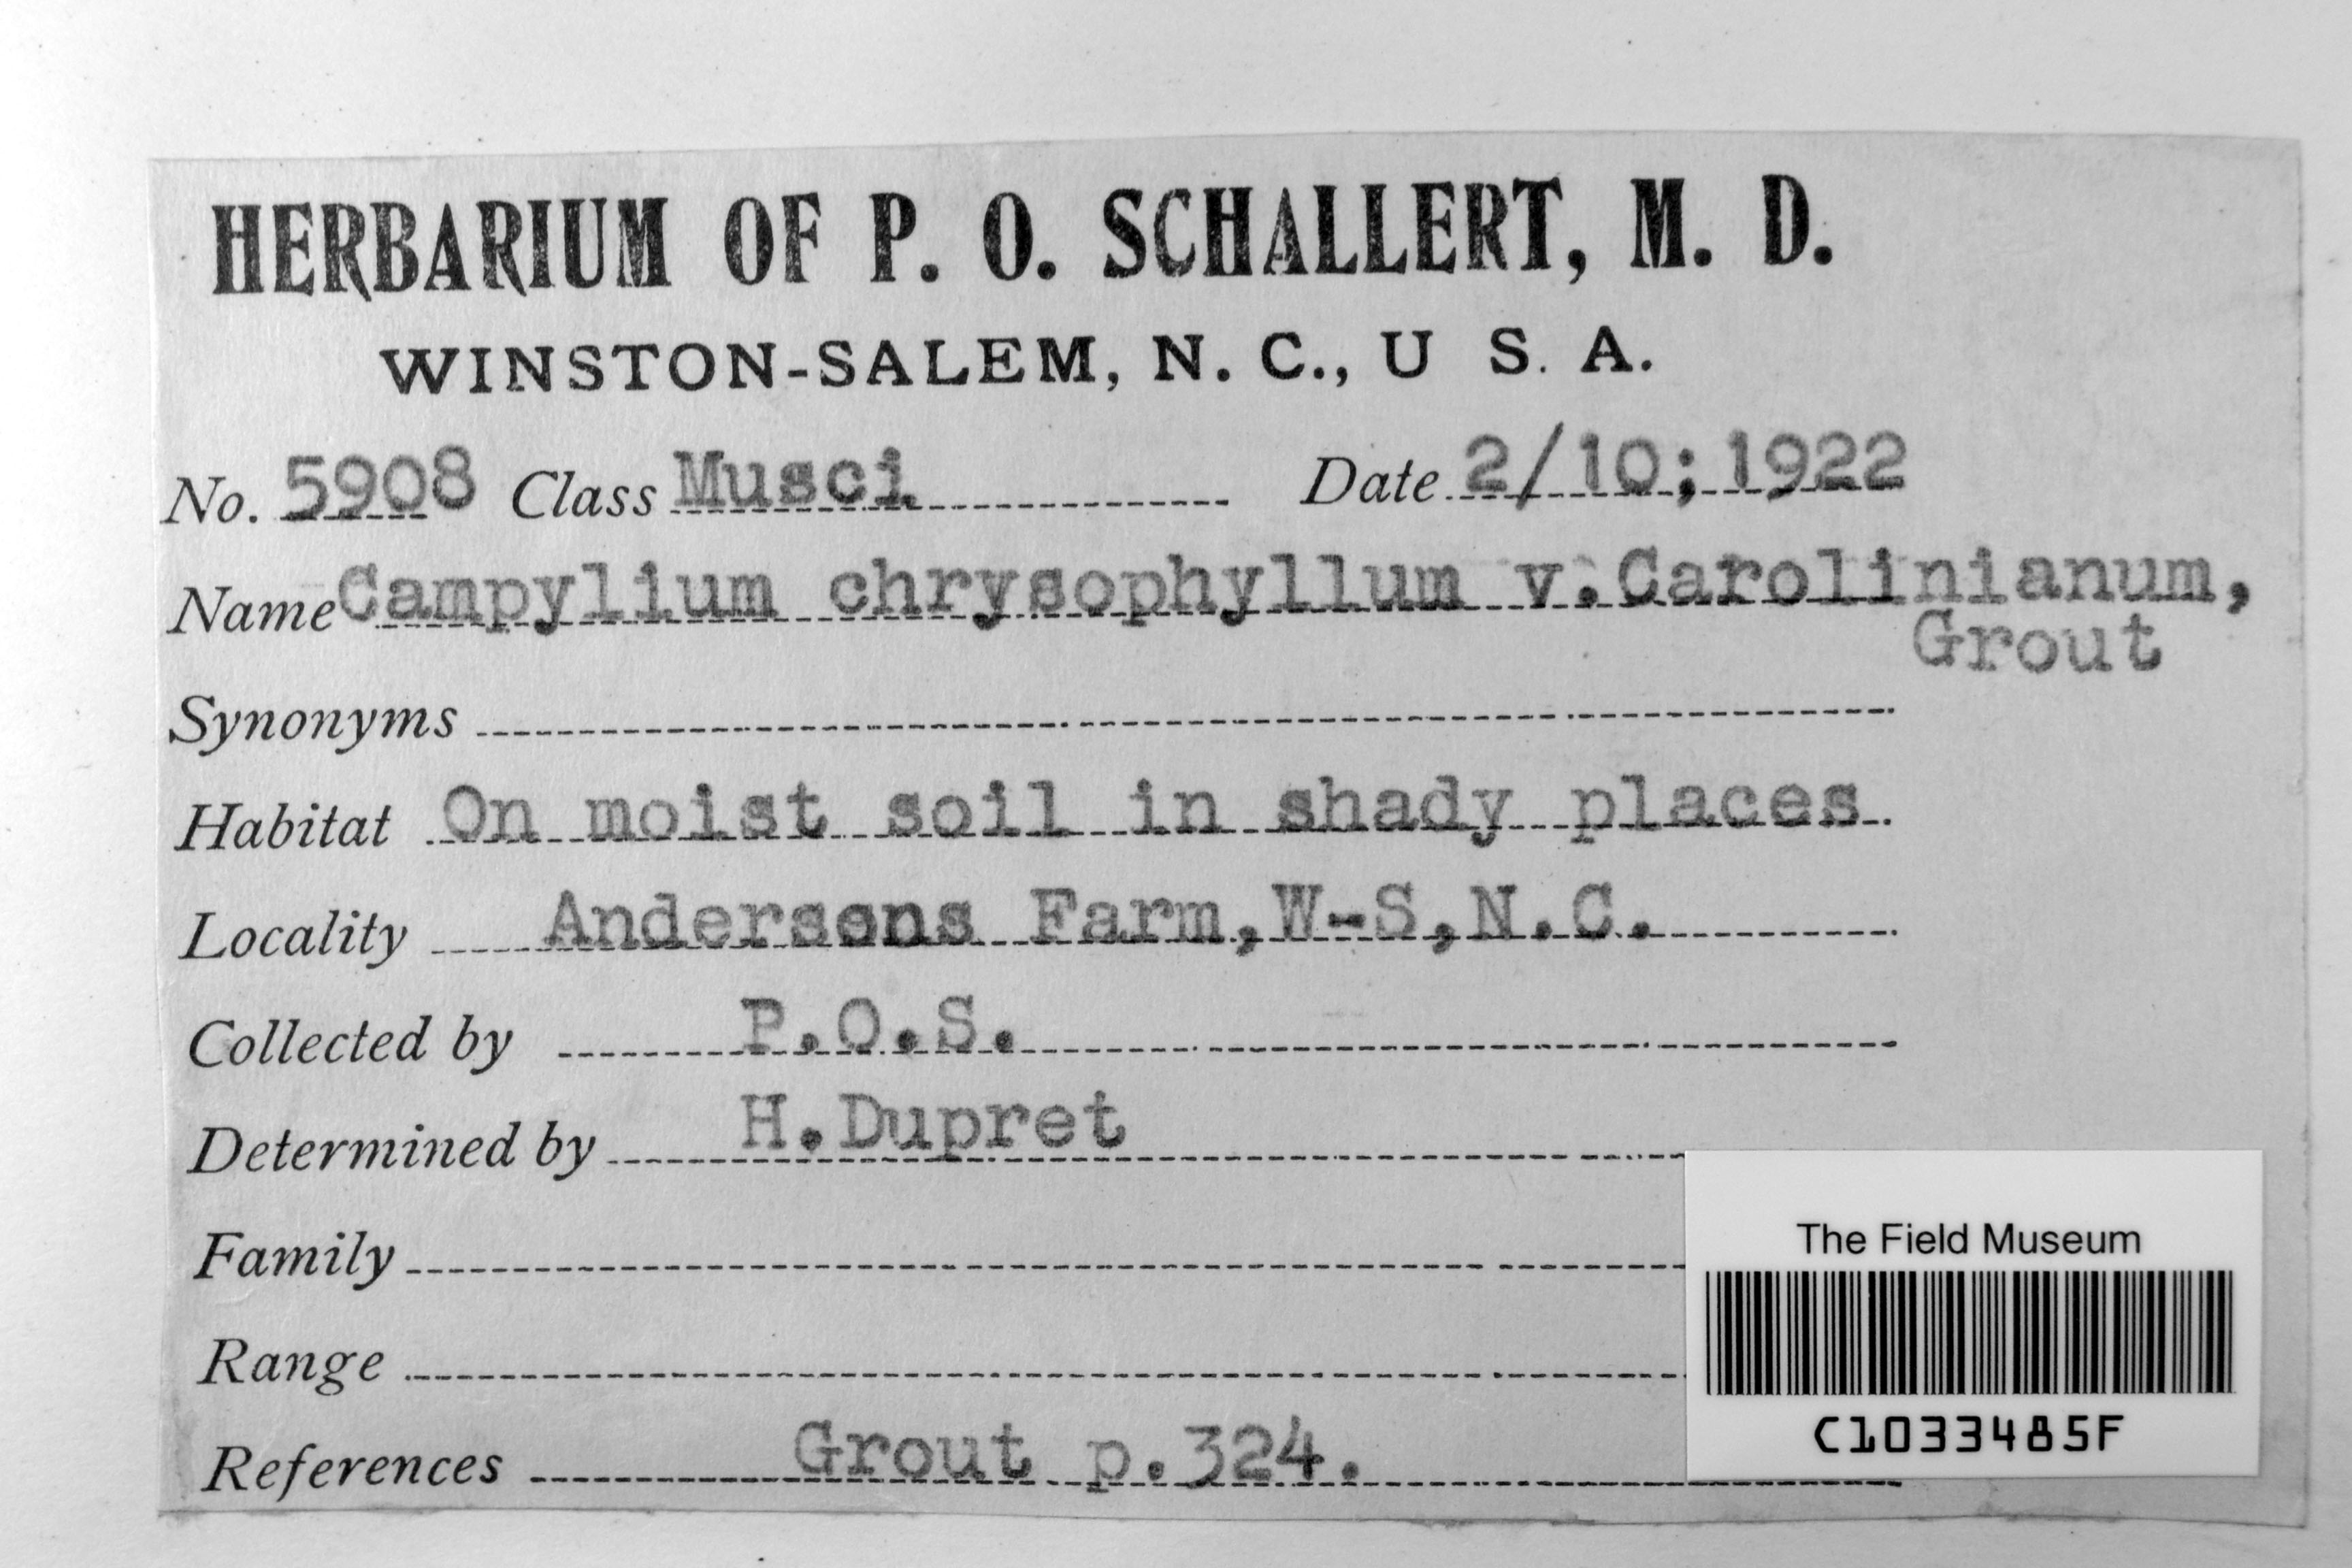 HERBARIUM OF P. O. SCHALLERT, M. D.
WINSTON-SALEM, N. C., U S. A.
No. 5908 Class Musci Date 2/10;1922
Name Campylium chrysophyllum v.Carolinianum,
Grout
Synonyms
Habitat On moist soil in shady places
Locality Andersons Farm,W-S,N.C.
Collected by P.O.S.
Determined by H.Dupret
Family
Range
References Grout p.324.
The Field Museum
C1033485F